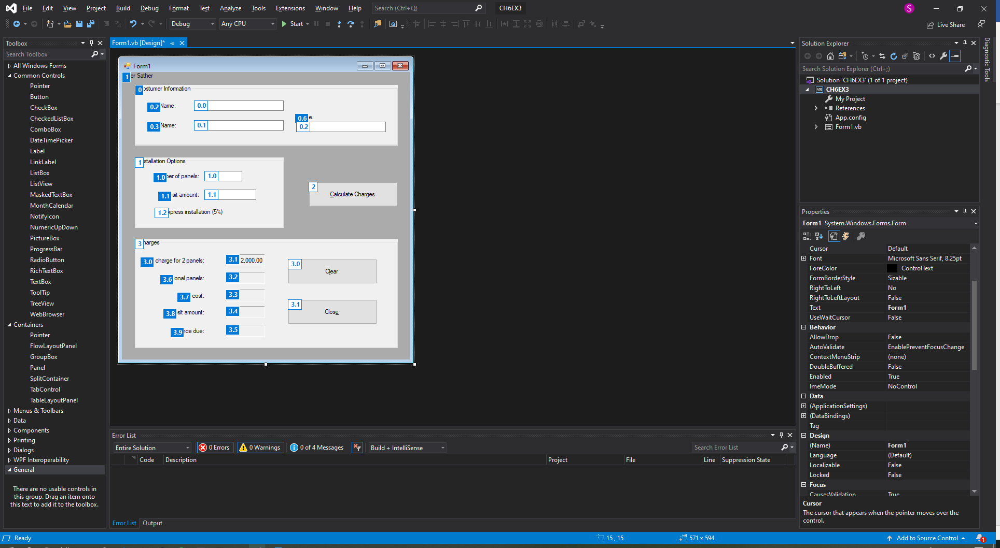 File Edit View Project Build Debug Format Test Analyze Tools Extensions Window Help Search (Ctrl+Q) CH6EX3 S
Debug Any CPU Start Live Share
Toolbox
Search Toolbox
All Windows Forms
Common Controls
Pointer
Button
CheckBox
CheckedListBox
ComboBox
DateTimePicker
Label
LinkLabel
ListBox
ListView
MaskedTextBox
MonthCalendar
NotifyIcon
NumericUpDown
PictureBox
ProgressBar
RadioButton
RichTextBox
TextBox
ToolTip
TreeView
WebBrowser
Containers
Pointer
FlowLayoutPanel
GroupBox
Panel
SplitContainer
TabControl
TableLayoutPanel
Menus & Toolbars
Data
Components
Printing
Dialogs
WPF Interoperability
General
There are no usable controls in
this group. Drag an item onto
this text to add it to the toolbox.
Form1.vb [Design]*
Form1
1 er Sather
0 ostumer Information
0.2 Name: 0.0
0.6 e:
0.3 Name: 0.1 0.2
1 stallation Options
1.0 ber of panels: 1.0
1.1 sit amount: 1.1
1.2 xpress installation (5%)
2
Calculate Charges
3 harges
3.0 charge for 2 panels: 3.1 2,000.00
3.6 ional panels: 3.2
3.7 cost: 3.3
3.8 osit amount: 3.4
3.9 nce due: 3.5
3.0
Clear
3.1
Close
Error List
Entire Solution 0 Errors 0 Warnings 0 of 4 Messages Build + IntelliSense Search Error List
Code Description Project File Line Suppression State
Error List Output
Solution Explorer
Search Solution Explorer (Ctrl+;)
Solution 'CH6EX3' (1 of 1 project)
VB CH6EX3
My Project
References
App.config
Form1.vb
Diagnostic Tools
Properties
Form1 System.Windows.Forms.Form
Cursor Default
Font Microsoft Sans Serif, 8.25pt
ForeColor ControlText
FormBorderStyle Sizable
RightToLeft No
RightToLeftLayout False
Text Form1
UseWaitCursor False
Behavior
AllowDrop False
AutoValidate EnablePreventFocusChange
ContextMenuStrip (none)
DoubleBuffered False
Enabled True
ImeMode NoControl
Data
(ApplicationSettings)
(DataBindings)
Tag
Design
(Name) Form1
Language (Default)
Localizable False
Locked False
Focus
CausesValidation True
Cursor
The cursor that appears when the pointer moves over the
control.
Ready 15 , 15 571 x 594 Add to Source Control 1